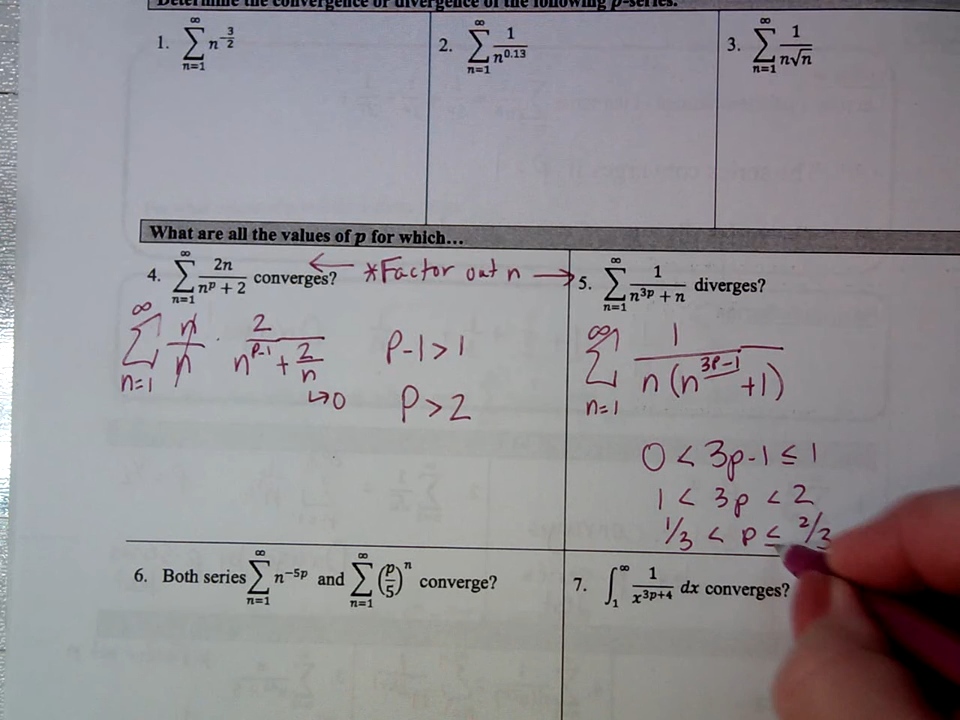 Determine the convergence or divergence of the following p-series.
1. ∞ ∑ n=1 n^(-3/2)
2. ∞ ∑ n=1 1/n^0.13
3. ∞ ∑ n=1 1/(n√n)
What are all the values of p for which…
4. ∞ ∑ n=1 2n/(n^p + 2) converges? ← *Factor out n →
∞ ∑ n=1 n/n · 2/(n^(p-1) + 2/n) ↳0
P-1>1
P>2
5. ∞ ∑ n=1 1/(n^(3p) + n) diverges?
∞ ∑ n=1 1/(n(n^(3P-1) +1))
0 < 3p-1 ≤ 1
1 < 3p < 2
1/3 < p ≤ 2/3
6. Both series ∞ ∑ n=1 n^(-5p) and ∞ ∑ n=1 (p/5)^n converge?
7. ∫₁^∞ 1/x^(3p+4) dx converges?